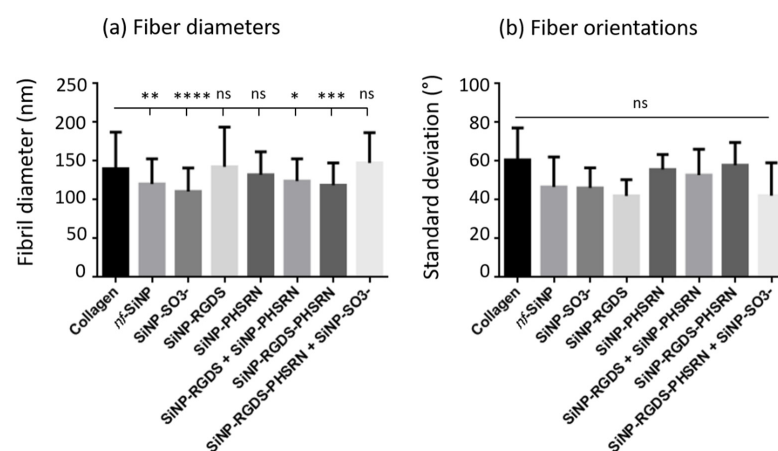 (a) Fiber diameters
Fibril diameter (nm)
250
200
150
100
50
0
** **** ns ns * *** ns
Collagen
nf-SiNP
SiNP-SO3-
SiNP-RGDS
SiNP-PHSRN
SiNP-RGDS + SiNP-PHSRN
SiNP-RGDS-PHSRN
SiNP-RGDS-PHSRN + SiNP-SO3-
(b) Fiber orientations
Standard deviation (°)
100
80
60
40
20
0
ns
Collagen
nf-SiNP
SiNP-SO3-
SiNP-RGDS
SiNP-PHSRN
SiNP-RGDS + SiNP-PHSRN
SiNP-RGDS-PHSRN
SiNP-RGDS-PHSRN + SiNP-SO3-